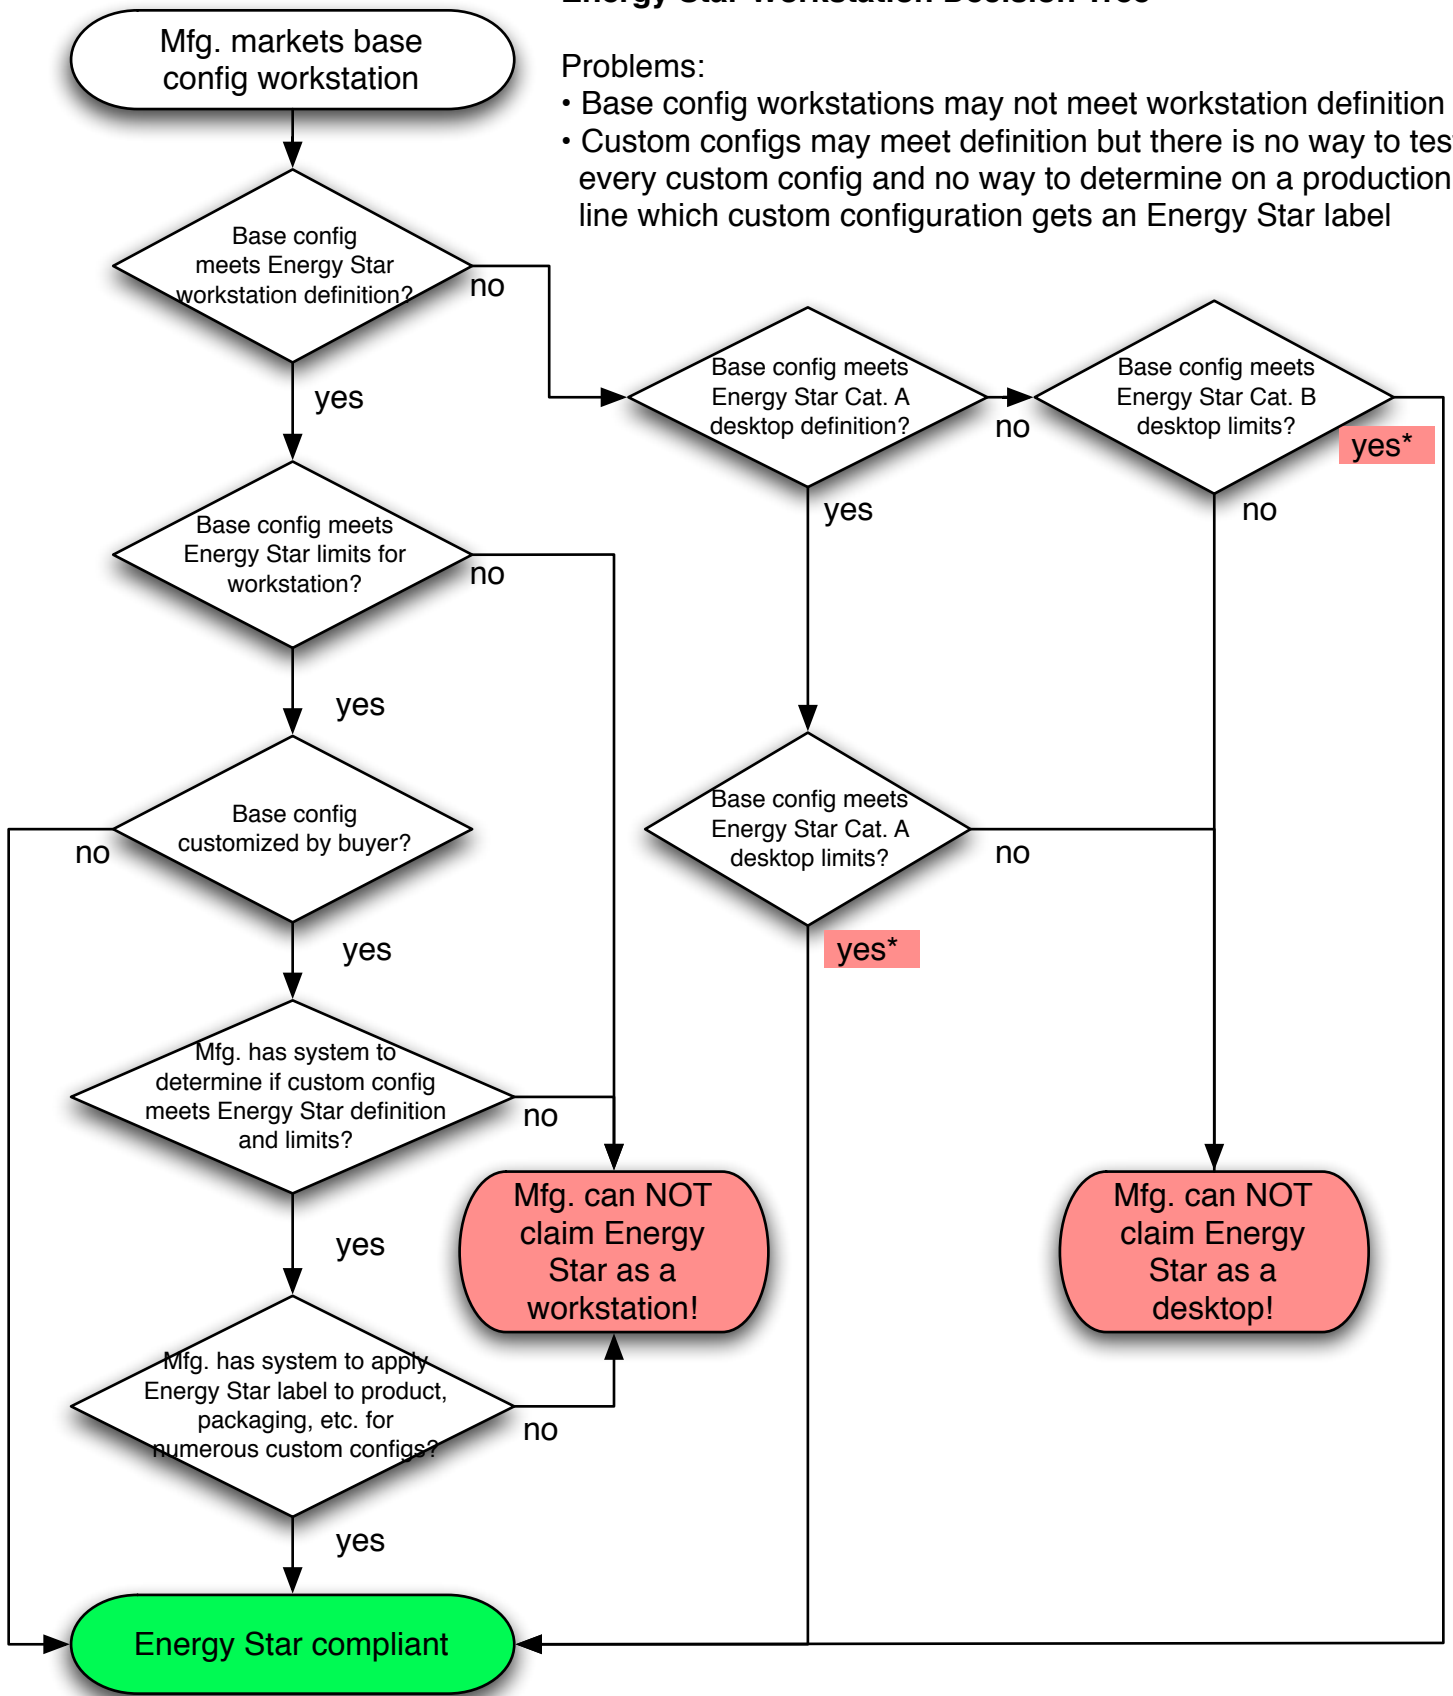 Energy Star Workstation Decision Tree
Mfg. markets base
config workstation
Problems:
• Base config workstations may not meet workstation definition
• Custom configs may meet definition but there is no way to tes
every custom config and no way to determine on a production
line which custom configuration gets an Energy Star label
Base config
meets Energy Star
workstation definition?
no
yes
Base config meets
Energy Star Cat. A
desktop definition?
no
yes
Base config meets
Energy Star Cat. B
desktop limits?
yes*
no
Base config meets
Energy Star limits for
workstation?
no
yes
Base config
customized by buyer?
no
yes
Base config meets
Energy Star Cat. A
desktop limits?
no
yes*
Mfg. has system to
determine if custom config
meets Energy Star definition
and limits?
no
yes
Mfg. can NOT
claim Energy
Star as a
workstation!
Mfg. can NOT
claim Energy
Star as a
desktop!
Mfg. has system to apply
Energy Star label to product,
packaging, etc. for
numerous custom configs?
no
yes
Energy Star compliant